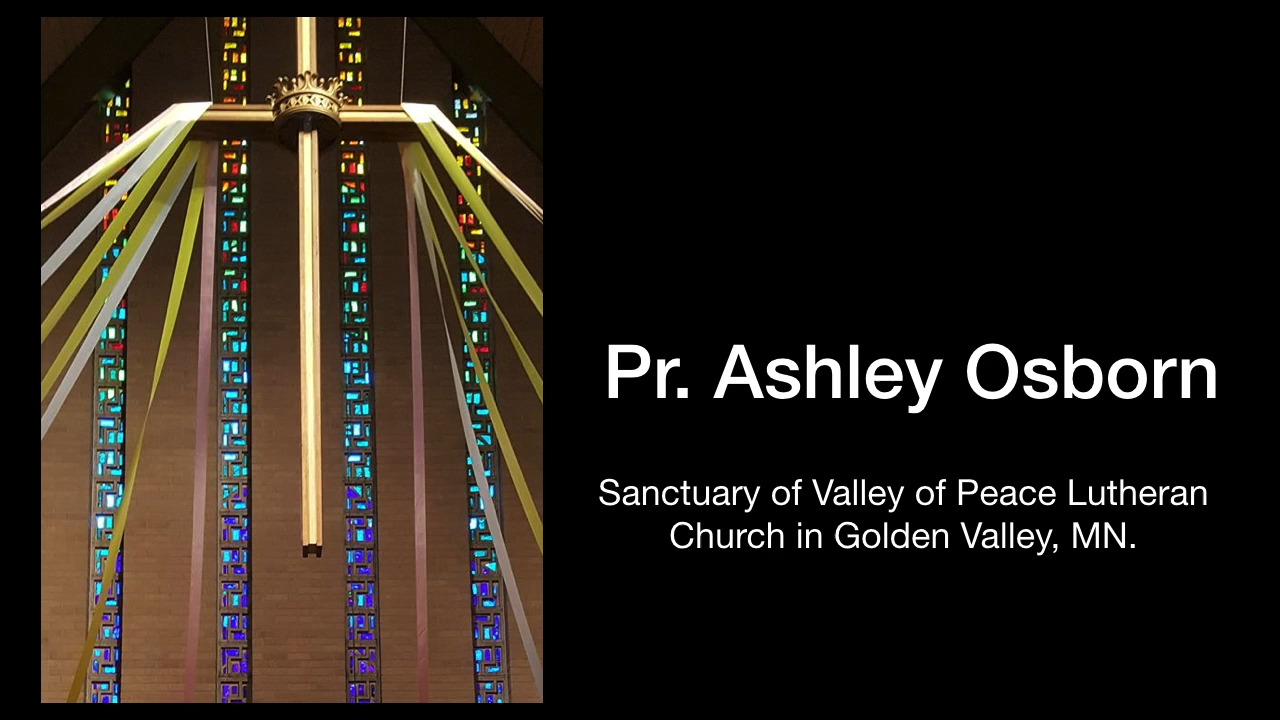 Pr. Ashley Osborn
Sanctuary of Valley of Peace Lutheran
Church in Golden Valley, MN.